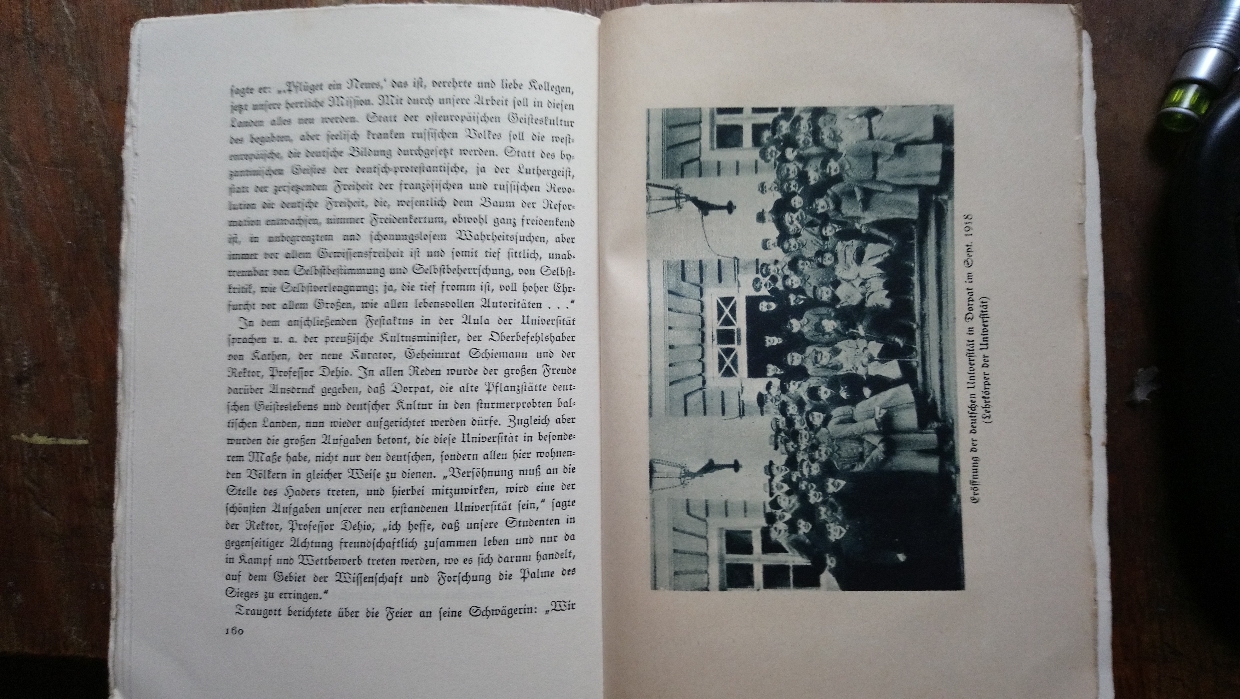 sagte er: „‚Pflüget ein Neues,‘ das ist, verehrte und liebe Kollegen,
jetzt unsere herrliche Mission. Mit durch unsere Arbeit soll in diesen
Landen alles neu werden. Statt der osteuropäischen Geisteskultur
des begabten, aber seelisch kranken russischen Volkes soll die west-
europäische, die deutsche Bildung durchgesetzt werden. Statt des by-
zantinischen Geistes der deutsch-protestantische, ja der Luthergeist,
statt der zersetzenden Freiheit der französischen und russischen Revo-
lution die deutsche Freiheit, die, wesentlich dem Baum der Refor-
mation entwachsen, nimmer Freidenkertum, obwohl ganz freidenkend
ist, in unbegrenztem und schonungslosem Wahrheitsuchen, aber
immer vor allem Gewissensfreiheit ist und somit tief sittlich, unab-
trennbar von Selbstbestimmung und Selbstbeherrschung, von Selbst-
kritik, wie Selbstverleugnung; ja, die tief fromm ist, voll hoher Ehr-
furcht vor allem Großen, wie allen lebensvollen Autoritäten . . .“
In dem anschließenden Festaktus in der Aula der Universität
sprachen u. a. der preußische Kultusminister, der Oberbefehlshaber
von Kathen, der neue Kurator, Geheimrat Schiemann und der
Rektor, Professor Dehio. In allen Reden wurde der großen Freude
darüber Ausdruck gegeben, daß Dorpat, die alte Pflanzstätte deut-
schen Geisteslebens und deutscher Kultur in den sturmerprobten bal-
tischen Landen, nun wieder aufgerichtet werden dürfe. Zugleich aber
wurden die großen Aufgaben betont, die diese Universität in besonde-
rem Maße habe, nicht nur den deutschen, sondern allen hier wohnen-
den Völkern in gleicher Weise zu dienen. „Versöhnung muß an die
Stelle des Haders treten, und hierbei mitzuwirken, wird eine der
schönsten Aufgaben unserer neu erstandenen Universität sein,“ sagte
der Rektor, Professor Dehio, „ich hoffe, daß unsere Studenten in
gegenseitiger Achtung freundschaftlich zusammen leben und nur da
in Kampf und Wettbewerb treten werden, wo es sich darum handelt,
auf dem Gebiet der Wissenschaft und Forschung die Palme des
Sieges zu erringen.“
Traugott berichtete über die Feier an seine Schwägerin: „Wir
160
Eröffnung der deutschen Universität in Dorpat im Sept. 1918
(Lehrkörper der Universität)